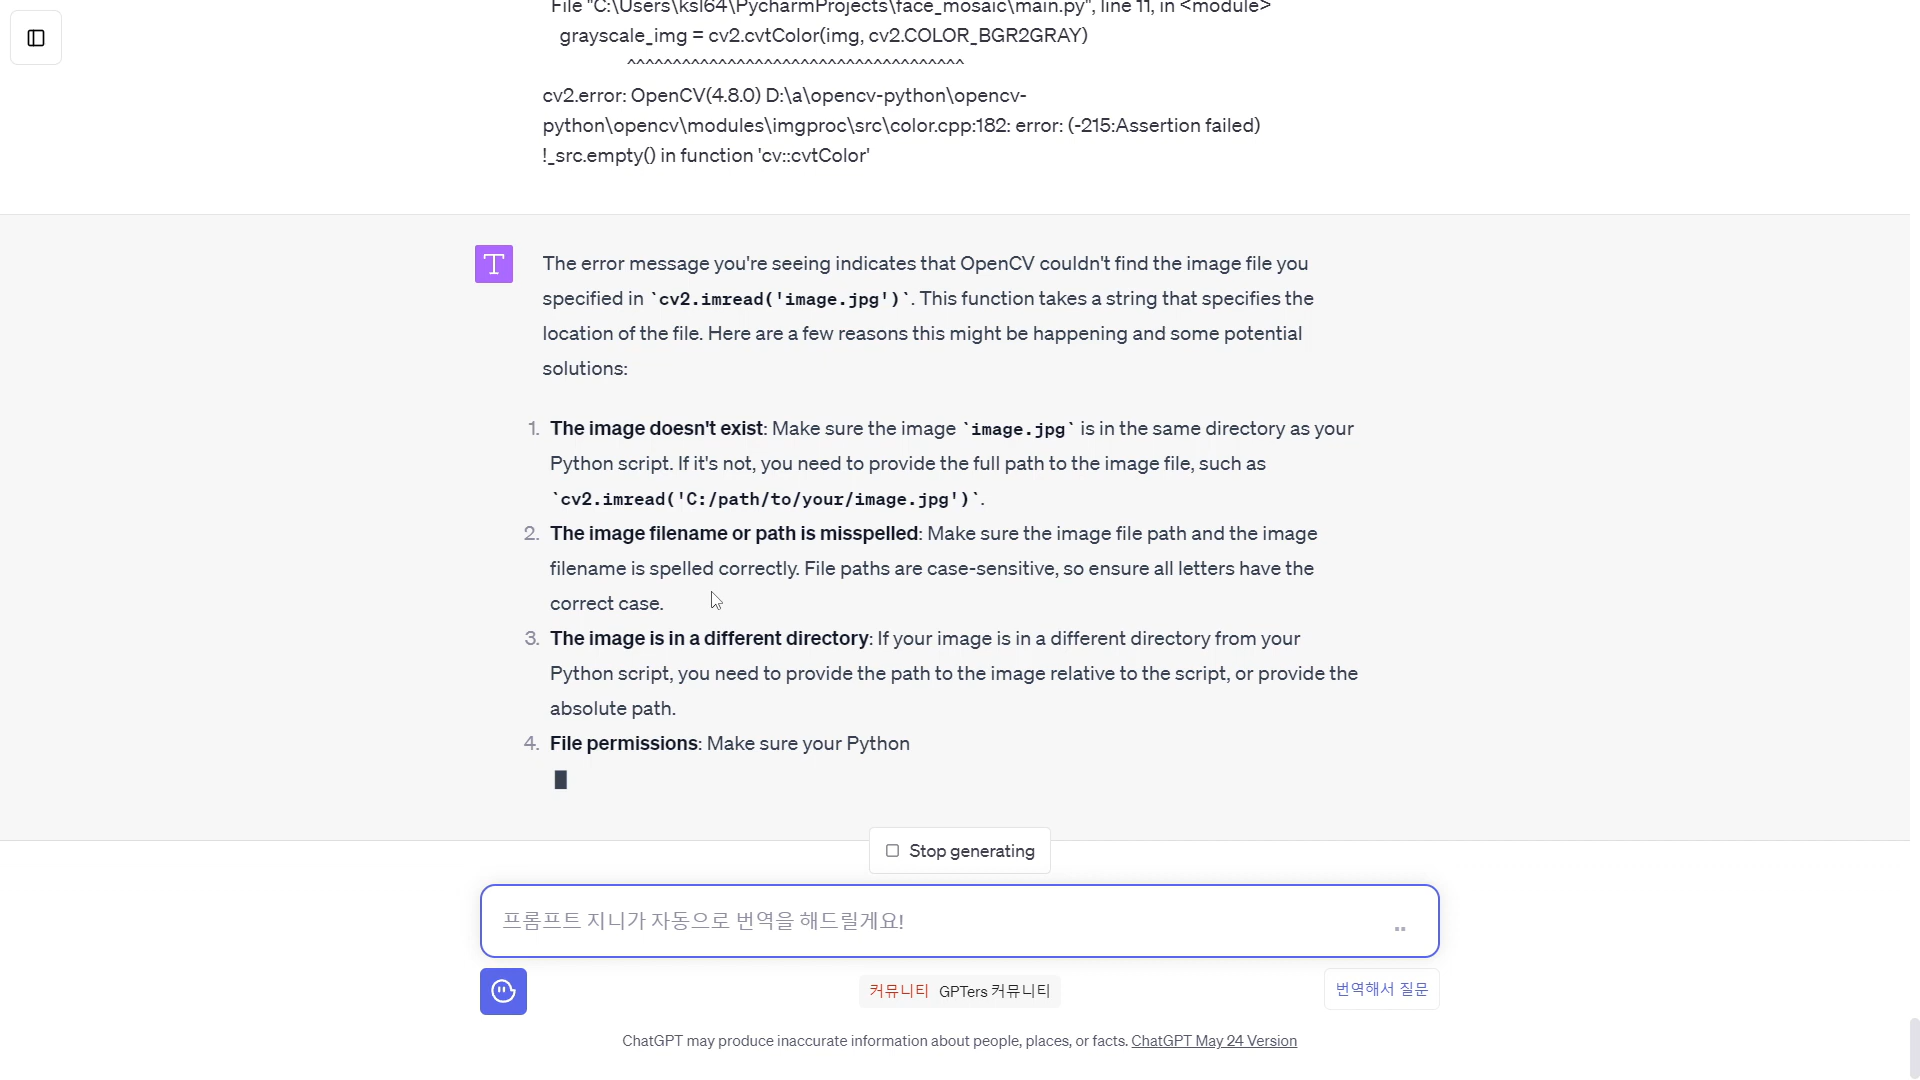 File "C:\Users\ksl64\PycharmProjects\face_mosaic\main.py", line 11, in <module>
grayscale_img = cv2.cvtColor(img, cv2.COLOR_BGR2GRAY)
^^^^^^^^^^^^^^^^^^^^^^^^^^^^^^^^^^^^^
cv2.error: OpenCV(4.8.0) D:\a\opencv-python\opencv-
python\opencv\modules\imgproc\src\color.cpp:182: error: (-215:Assertion failed)
!_src.empty() in function 'cv::cvtColor'
T
The error message you're seeing indicates that OpenCV couldn't find the image file you
specified in `cv2.imread('image.jpg')`. This function takes a string that specifies the
location of the file. Here are a few reasons this might be happening and some potential
solutions:
1. The image doesn't exist: Make sure the image `image.jpg` is in the same directory as your
Python script. If it's not, you need to provide the full path to the image file, such as
`cv2.imread('C:/path/to/your/image.jpg')`.
2. The image filename or path is misspelled: Make sure the image file path and the image
filename is spelled correctly. File paths are case-sensitive, so ensure all letters have the
correct case.
3. The image is in a different directory: If your image is in a different directory from your
Python script, you need to provide the path to the image relative to the script, or provide the
absolute path.
4. File permissions: Make sure your Python
Stop generating
프롬프트 지니가 자동으로 번역을 해드릴게요!
커뮤니티 GPTers 커뮤니티
번역해서 질문
ChatGPT may produce inaccurate information about people, places, or facts. ChatGPT May 24 Version